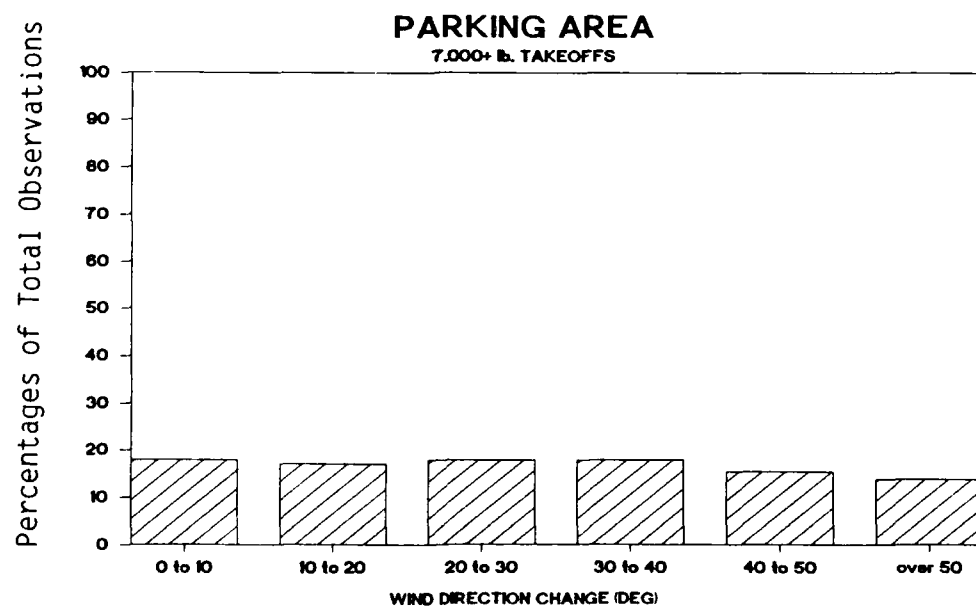 PARKING AREA
7.000+ lb. TAKEOFFS
Percentages of Total Observations
100
90
80
70
60
50
40
30
20
10
0
0 to 10
10 to 20
20 to 30
30 to 40
40 to 50
over 50
WIND DIRECTION CHANGE (DEG)